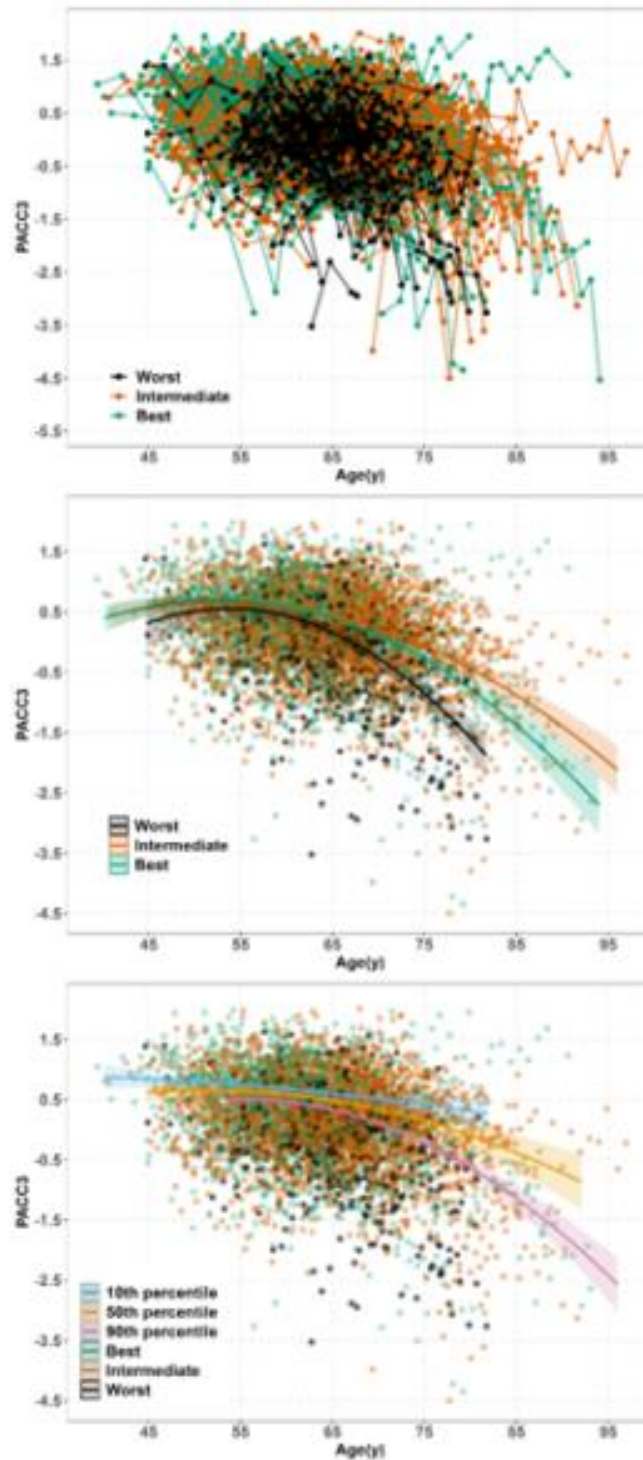 1.5
0.5
-0.5
-1.5
-2.5
-3.5
-4.5
-5.5
PACC3
Worst
Intermediate
Best
45 55 65 75 85 95
Age(y)
1.5
0.5
-0.5
-1.5
-2.5
-3.5
-4.5
PACC3
Worst
Intermediate
Best
45 55 65 75 85 95
Age(y)
1.5
0.5
-0.5
-1.5
-2.5
-3.5
-4.5
PACC3
10th percentile
50th percentile
90th percentile
Best
Intermediate
Worst
45 55 65 75 85 95
Age(y)